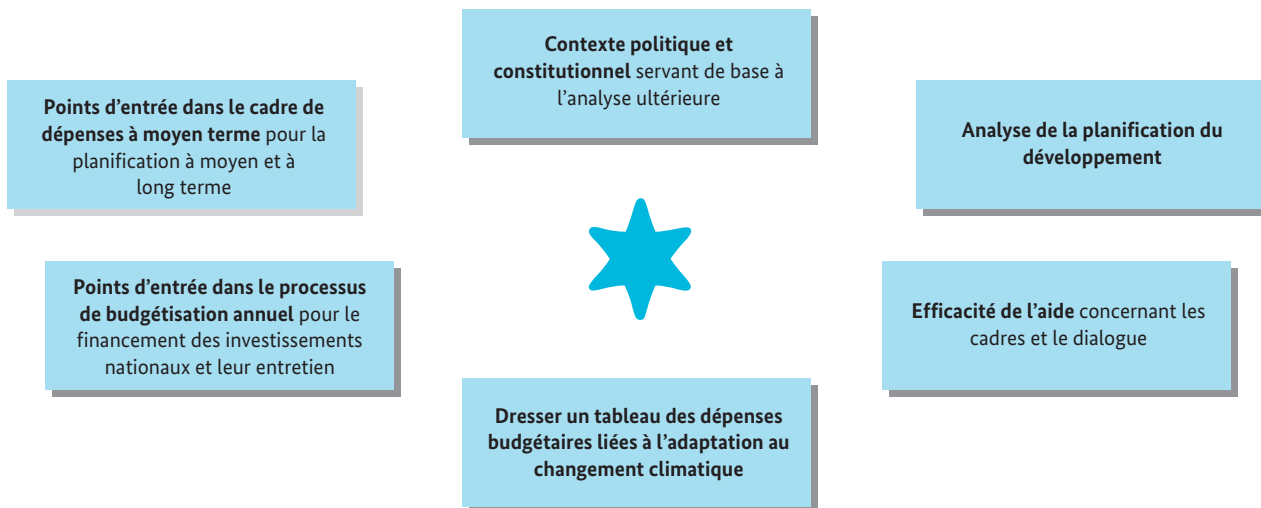 Contexte politique et
constitutionnel servant de base à
l’analyse ultérieure
Points d’entrée dans le cadre de
dépenses à moyen terme pour la
planification à moyen et à
long terme
Analyse de la planification du
développement
Points d’entrée dans le processus
de budgétisation annuel pour le
financement des investissements
nationaux et leur entretien
Efficacité de l’aide concernant les
cadres et le dialogue
Dresser un tableau des dépenses
budgétaires liées à l’adaptation au
changement climatique